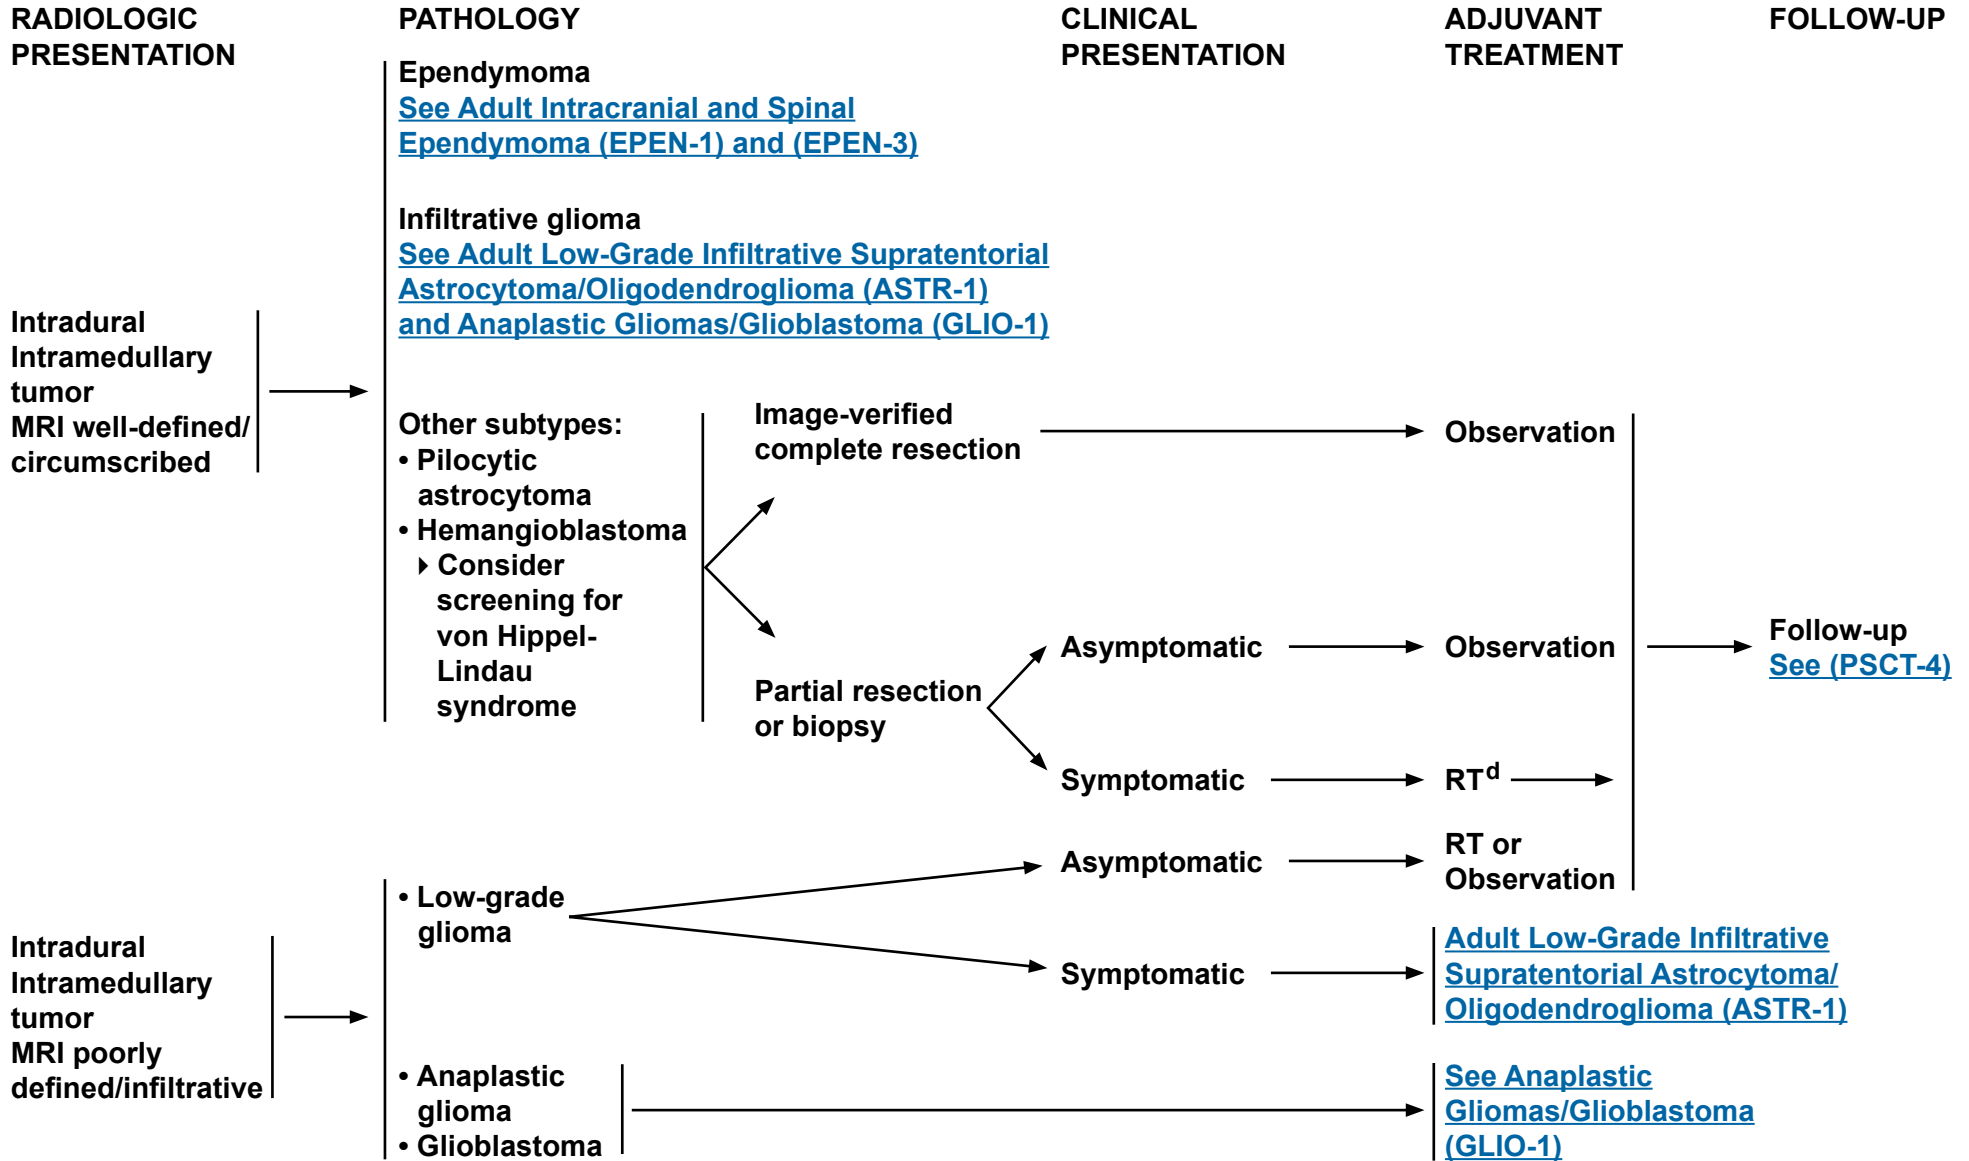 RADIOLOGIC
PRESENTATION
PATHOLOGY
CLINICAL
PRESENTATION
ADJUVANT
TREATMENT
FOLLOW-UP
Intradural
Intramedullary
tumor
MRI well-defined/
circumscribed
Ependymoma
See Adult Intracranial and Spinal
Ependymoma (EPEN-1) and (EPEN-3)
Infiltrative glioma
See Adult Low-Grade Infiltrative Supratentorial
Astrocytoma/Oligodendroglioma (ASTR-1)
and Anaplastic Gliomas/Glioblastoma (GLIO-1)
Other subtypes:
• Pilocytic
astrocytoma
• Hemangioblastoma
Consider
screening for
von Hippel-
Lindau
syndrome
Image-verified
complete resection
Observation
Partial resection
or biopsy
Asymptomatic
Observation
Symptomatic
RTd
Follow-up
See (PSCT-4)
Intradural
Intramedullary
tumor
MRI poorly
defined/infiltrative
• Low-grade
glioma
Asymptomatic
RT or
Observation
Symptomatic
Adult Low-Grade Infiltrative
Supratentorial Astrocytoma/
Oligodendroglioma (ASTR-1)
• Anaplastic
glioma
• Glioblastoma
See Anaplastic
Gliomas/Glioblastoma
(GLIO-1)